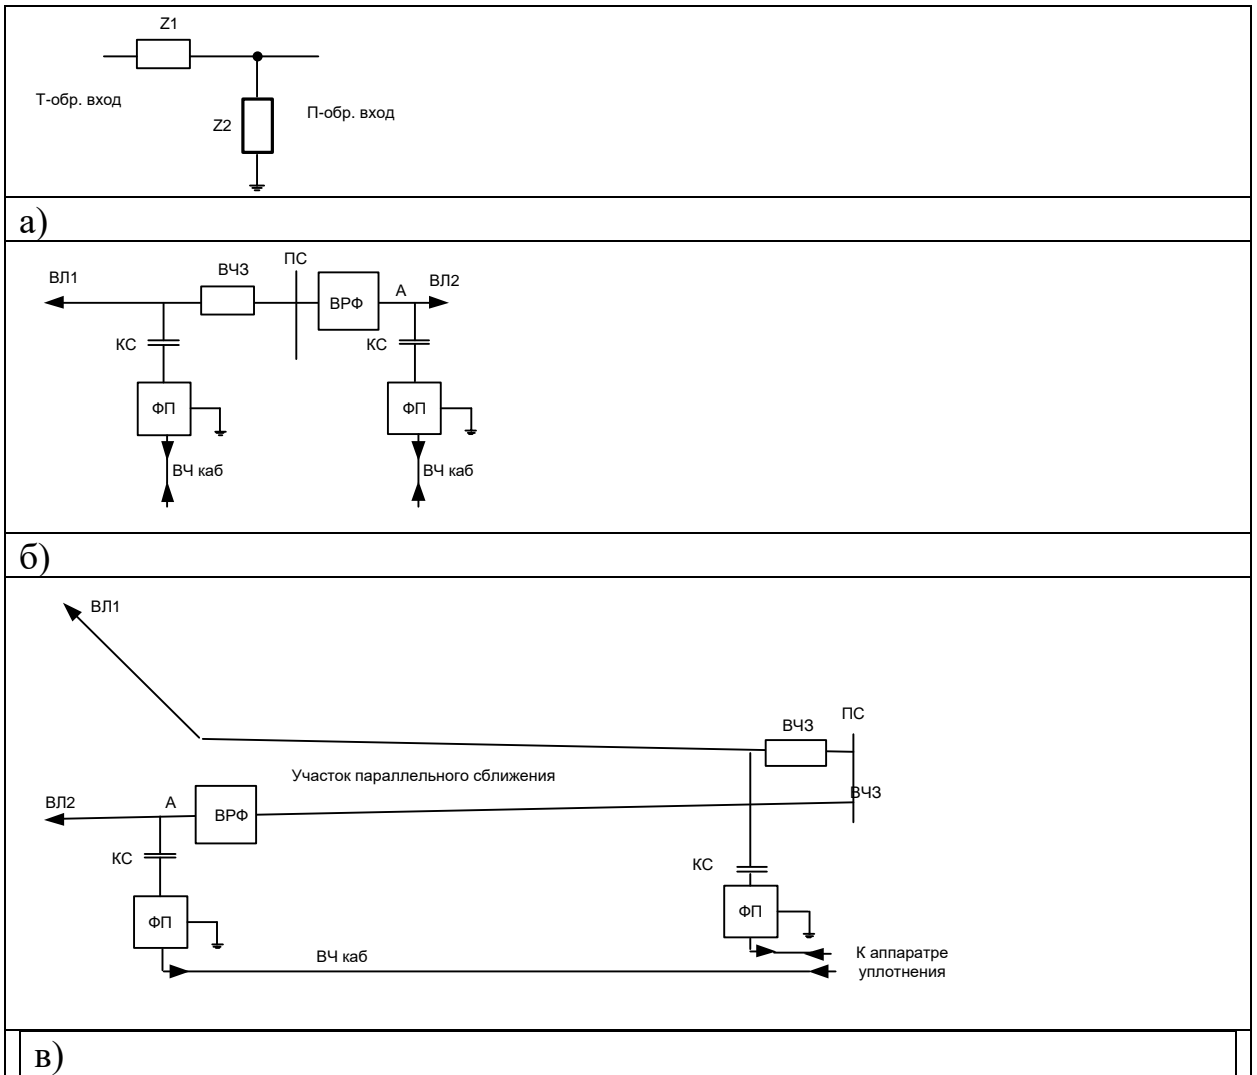 Z1
Т-обр. вход
Z2
П-обр. вход
а)
ВЛ1
ВЧЗ
ПС
ВРФ
А
ВЛ2
КС
КС
ФП
ФП
ВЧ каб
ВЧ каб
б)
ВЛ1
ВЧЗ
ПС
Участок параллельного сближения
ВЛ2
А
ВРФ
ВЧЗ
КС
КС
ФП
ФП
ВЧ каб
К аппаратре
уплотнения
в)